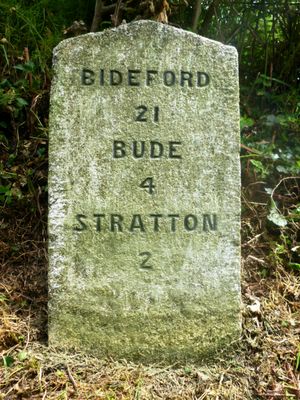 BIDEFORD
21
BUDE
4
STRATTON
2